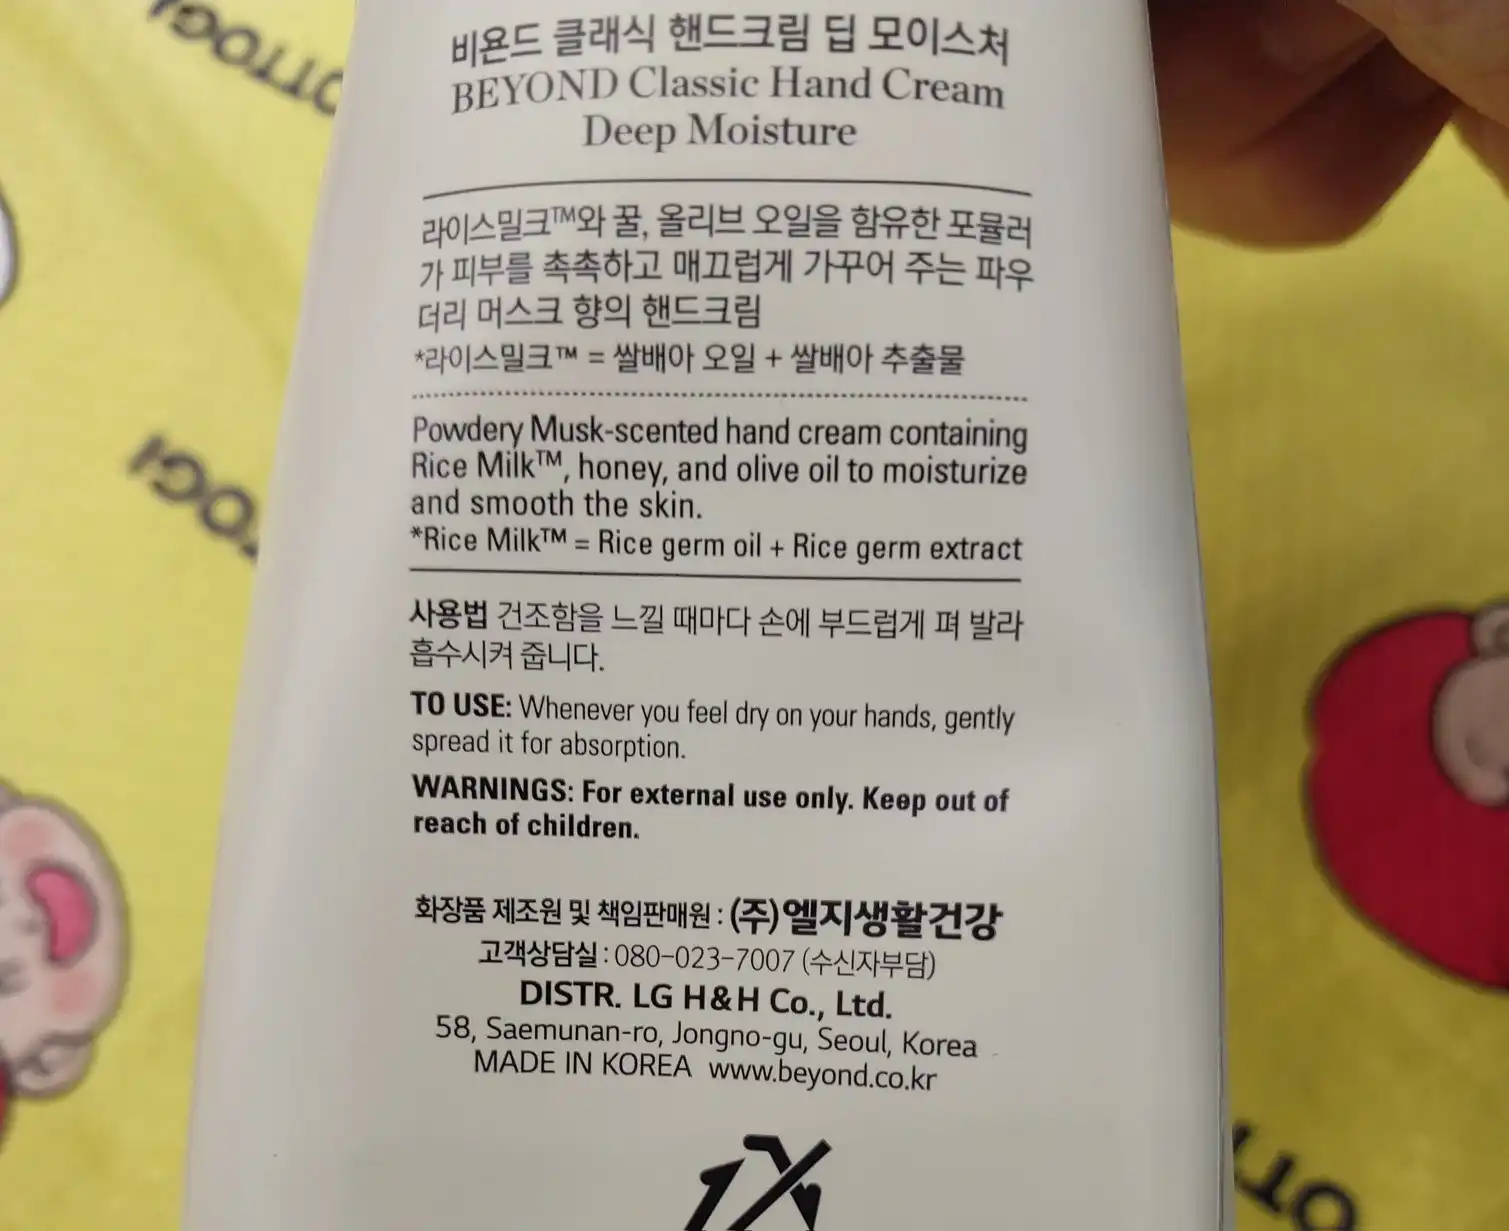 비욘드 클래식 핸드크림 딥 모이스처
BEYOND Classic Hand Cream
Deep Moisture
라이스밀크™와 꿀, 올리브 오일을 함유한 포뮬러
가 피부를 촉촉하고 매끄럽게 가꾸어 주는 파우
더리 머스크 향의 핸드크림
*라이스밀크™ = 쌀배아 오일 + 쌀배아 추출물
Powdery Musk-scented hand cream containing
Rice Milk™, honey, and olive oil to moisturize
and smooth the skin.
*Rice Milk™ = Rice germ oil + Rice germ extract
사용법 건조함을 느낄 때마다 손에 부드럽게 펴 발라
흡수시켜 줍니다.
TO USE: Whenever you feel dry on your hands, gently
spread it for absorption.
WARNINGS: For external use only. Keep out of
reach of children.
화장품 제조원 및 책임판매원 : (주)엘지생활건강
고객상담실 : 080-023-7007 (수신자부담)
DISTR. LG H&H Co., Ltd.
58, Saemunan-ro, Jongno-gu, Seoul, Korea
MADE IN KOREA www.beyond.co.kr